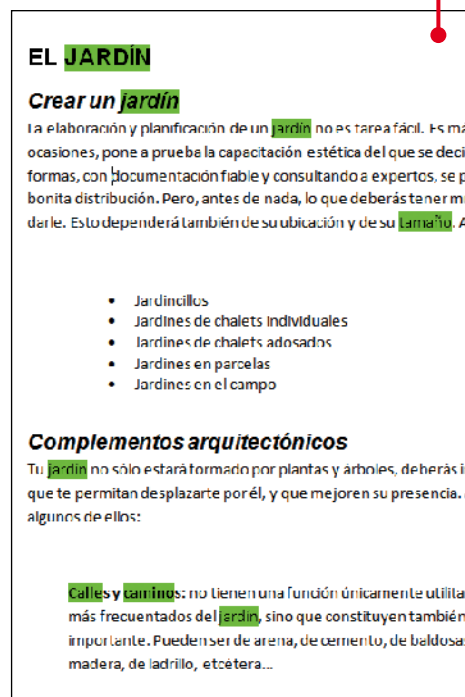 EL JARDÍN
Crear un jardín
La elaboración y planificación de un jardín no es tarea fácil. Es má
ocasiones, pone a prueba la capacitación estética del que se deci
formas, con documentación fiable y consultando a expertos, se p
bonita distribución. Pero, antes de nada, lo que deberás tener m
darle. Esto dependerá también de su ubicación y de su tamaño. A
• Jardincillos
• Jardines de chalets individuales
• Jardines de chalets adosados
• Jardines en parcelas
• Jardines en el campo
Complementos arquitectónicos
Tu jardín no sólo estará formado por plantas y árboles, deberás i
que te permitan desplazarte por él, y que mejoren su presencia.
algunos de ellos:
Calles y caminos: no tienen una función únicamente utilita
más frecuentados del jardín, sino que constituyen también
importante. Pueden ser de arena, de cemento, de baldosa
madera, de ladrillo, etcétera...